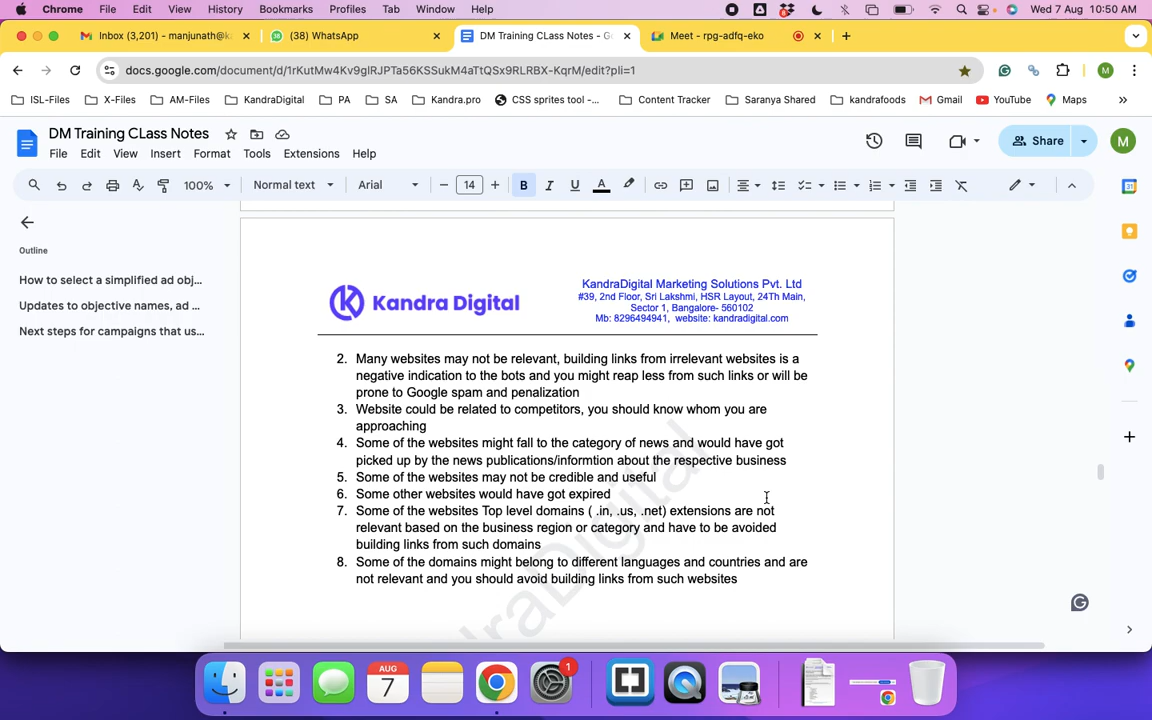 Chrome File Edit View History Bookmarks Profiles Tab Window Help Wed 7 Aug 10:50 AM
Inbox (3,201) - manjunath@k (38) WhatsApp DM Training CLass Notes - G Meet - rpg-adfq-eko
docs.google.com/document/d/1rKutMw4Kv9glRJPTa56KSSukM4aTtQSx9RLRBX-KqrM/edit?pli=1
ISL-Files X-Files AM-Files KandraDigital PA SA Kandra.pro CSS sprites tool -... Content Tracker Saranya Shared kandrafoods Gmail YouTube Maps
DM Training CLass Notes
File Edit View Insert Format Tools Extensions Help
Share
M
100% Normal text Arial 14 B I U A
Outline
How to select a simplified ad obj...
Updates to objective names, ad ...
Next steps for campaigns that us...
Kandra Digital
KandraDigital Marketing Solutions Pvt. Ltd
#39, 2nd Floor, Sri Lakshmi, HSR Layout, 24Th Main,
Sector 1, Bangalore- 560102
Mb: 8296494941, website: kandradigital.com
2. Many websites may not be relevant, building links from irrelevant websites is a
negative indication to the bots and you might reap less from such links or will be
prone to Google spam and penalization
3. Website could be related to competitors, you should know whom you are
approaching
4. Some of the websites might fall to the category of news and would have got
picked up by the news publications/informtion about the respective business
5. Some of the websites may not be credible and useful
6. Some other websites would have got expired
7. Some of the websites Top level domains ( .in, .us, .net) extensions are not
relevant based on the business region or category and have to be avoided
building links from such domains
8. Some of the domains might belong to different languages and countries and are
not relevant and you should avoid building links from such websites
draDigital
AUG
7
1